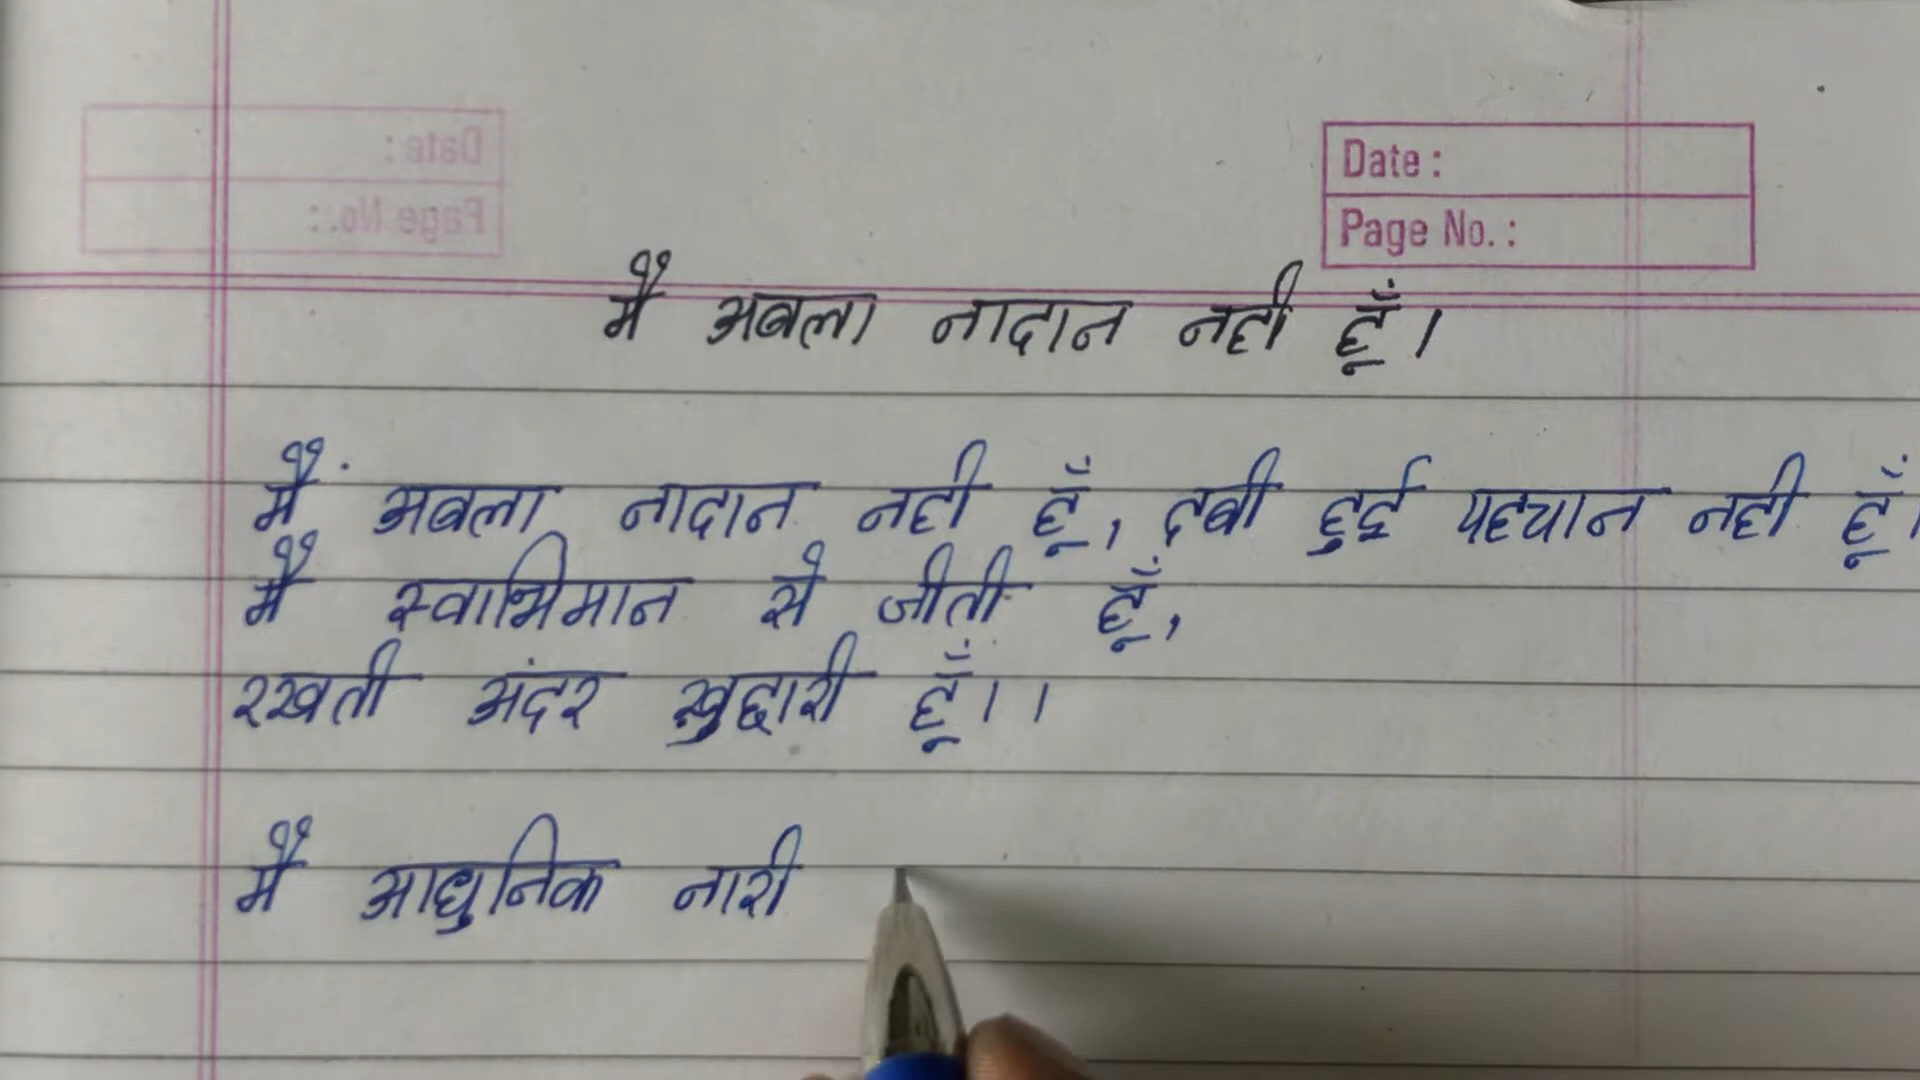 Date :
Page No. :
मै अबला नादान नही हूँ।
मैं अबला नादान नही हूँ, दबी हुई पहचान नही हूँ।
मै स्वाभिमान से जीती हूँ,
रखती अंदर ख़ुद्दारी हूँ।।
मै आधुनिक नारी